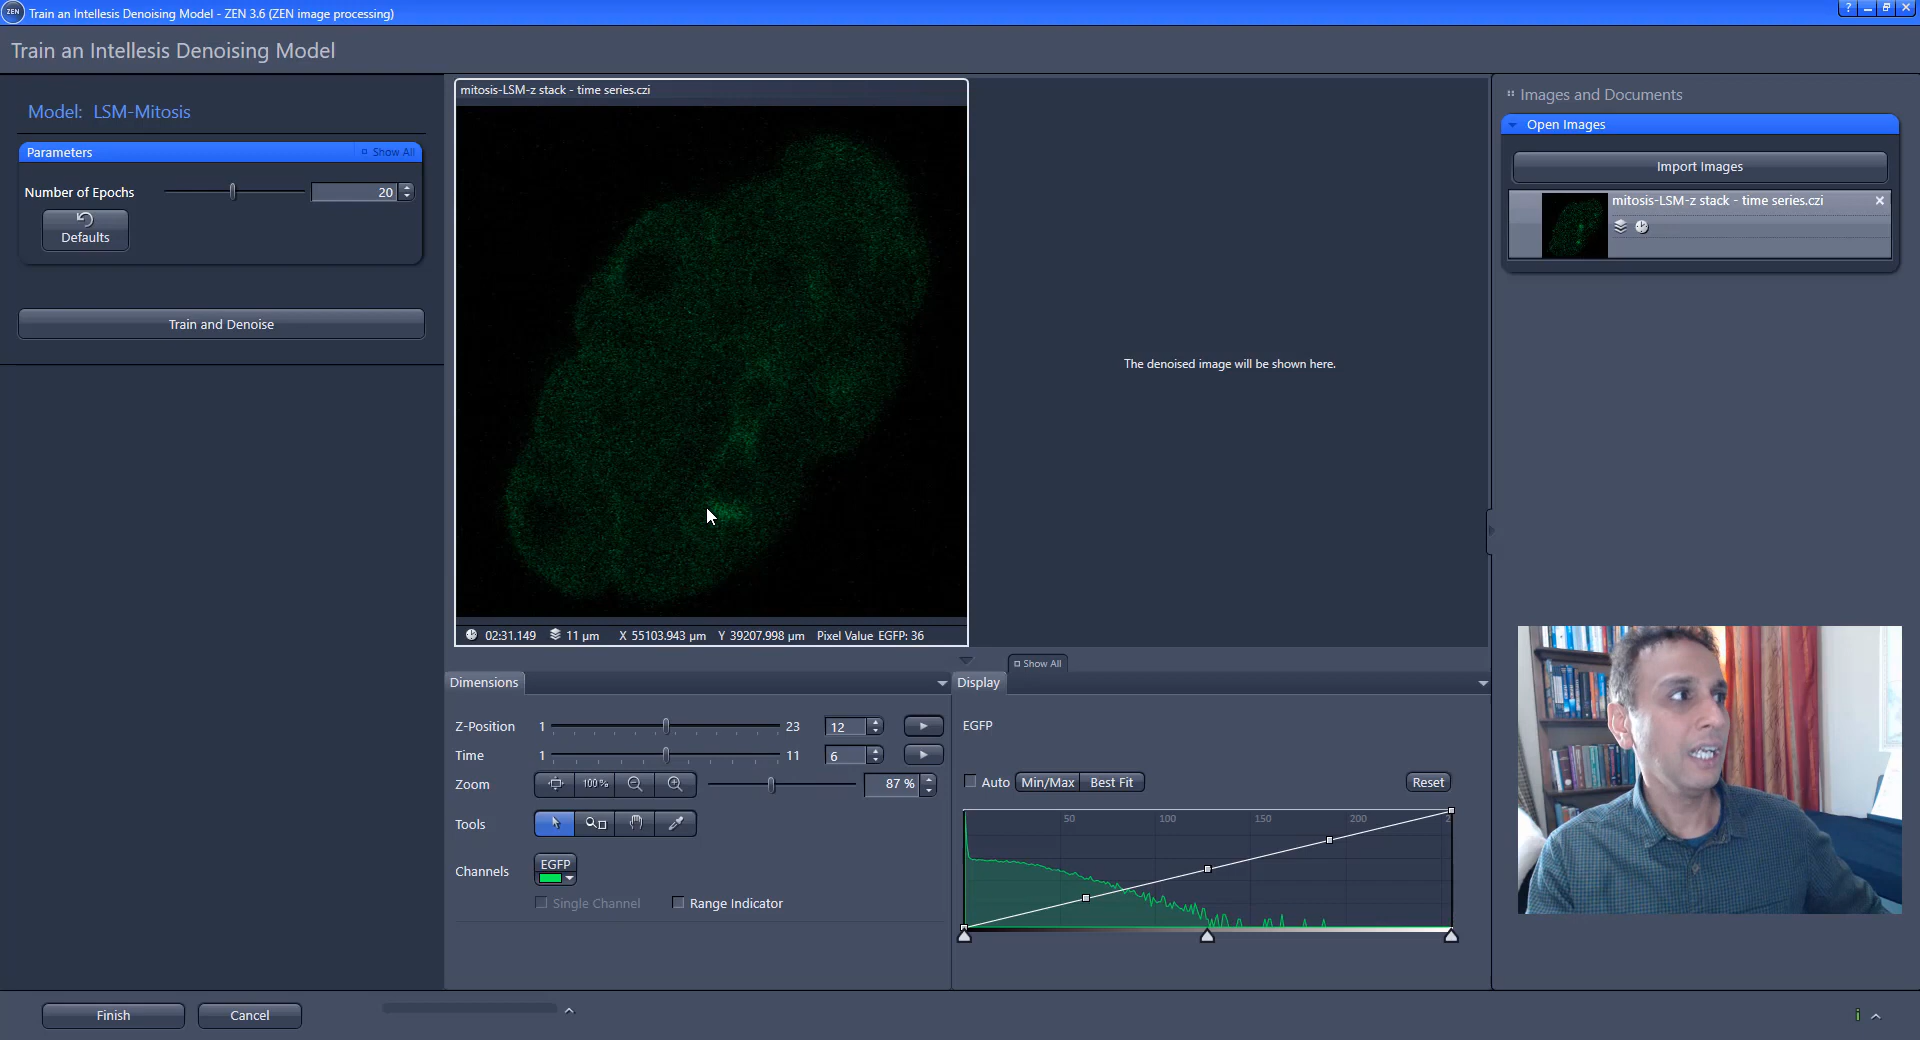 ZEN Train an Intellesis Denoising Model - ZEN 3.6 (ZEN image processing)
?
Train an Intellesis Denoising Model
Model: LSM-Mitosis
Parameters
Show All
Number of Epochs
20
Defaults
Train and Denoise
mitosis-LSM-z stack - time series.czi
02:31.149 11 µm X 55103.943 µm Y 39207.998 µm Pixel Value EGFP: 36
The denoised image will be shown here.
Images and Documents
Open Images
Import Images
mitosis-LSM-z stack - time series.czi
Show All
Dimensions
Z-Position 1 23 12
Time 1 11 6
Zoom 100% 87 %
Tools
Channels EGFP
Single Channel Range Indicator
Display
EGFP
Auto Min/Max Best Fit Reset
50 100 150 200 2
Finish Cancel
i